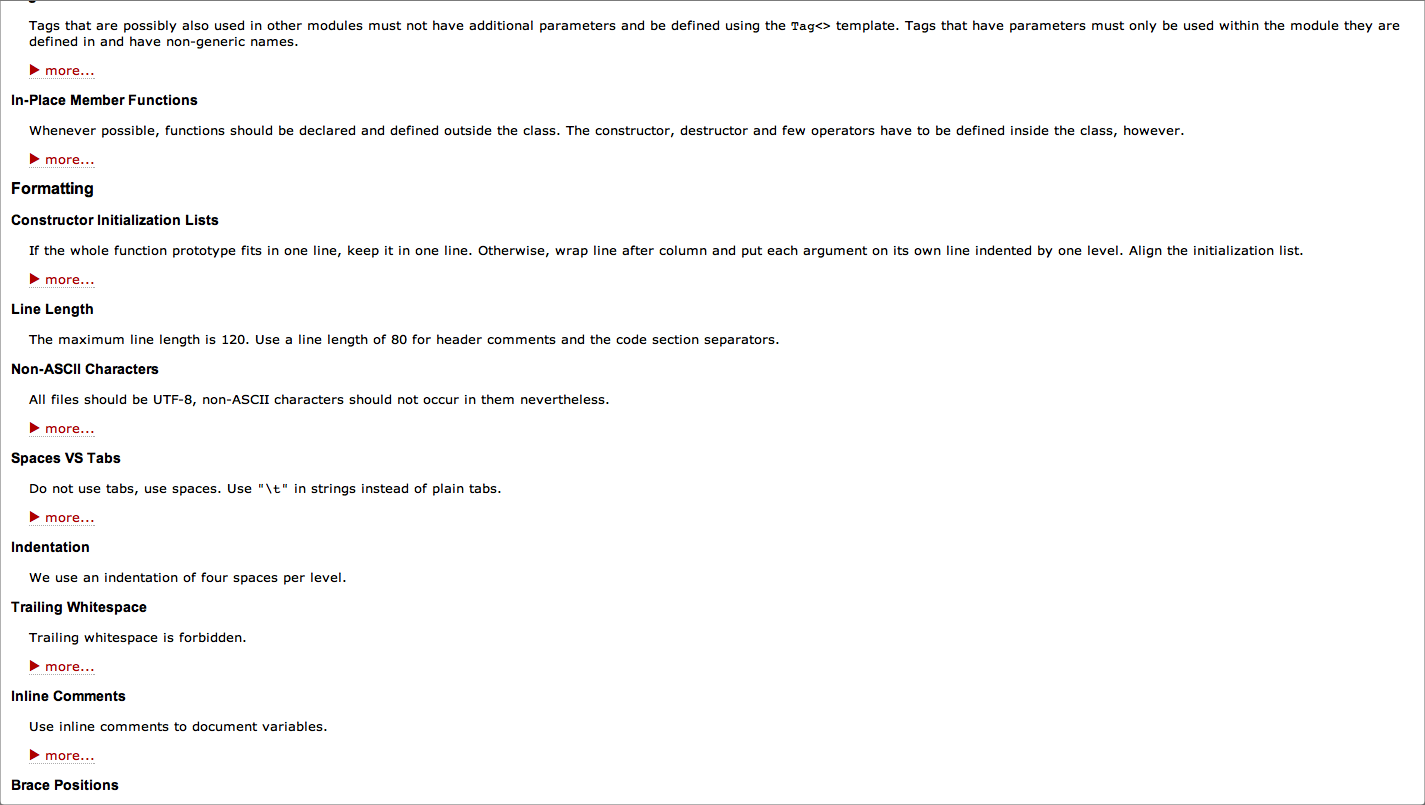 Tags that are possibly also used in other modules must not have additional parameters and be defined using the Tag<> template. Tags that have parameters must only be used within the module they are
defined in and have non-generic names.
▶ more...
In-Place Member Functions
Whenever possible, functions should be declared and defined outside the class. The constructor, destructor and few operators have to be defined inside the class, however.
▶ more...
Formatting
Constructor Initialization Lists
If the whole function prototype fits in one line, keep it in one line. Otherwise, wrap line after column and put each argument on its own line indented by one level. Align the initialization list.
▶ more...
Line Length
The maximum line length is 120. Use a line length of 80 for header comments and the code section separators.
Non-ASCII Characters
All files should be UTF-8, non-ASCII characters should not occur in them nevertheless.
▶ more...
Spaces VS Tabs
Do not use tabs, use spaces. Use "\t" in strings instead of plain tabs.
▶ more...
Indentation
We use an indentation of four spaces per level.
Trailing Whitespace
Trailing whitespace is forbidden.
▶ more...
Inline Comments
Use inline comments to document variables.
▶ more...
Brace Positions